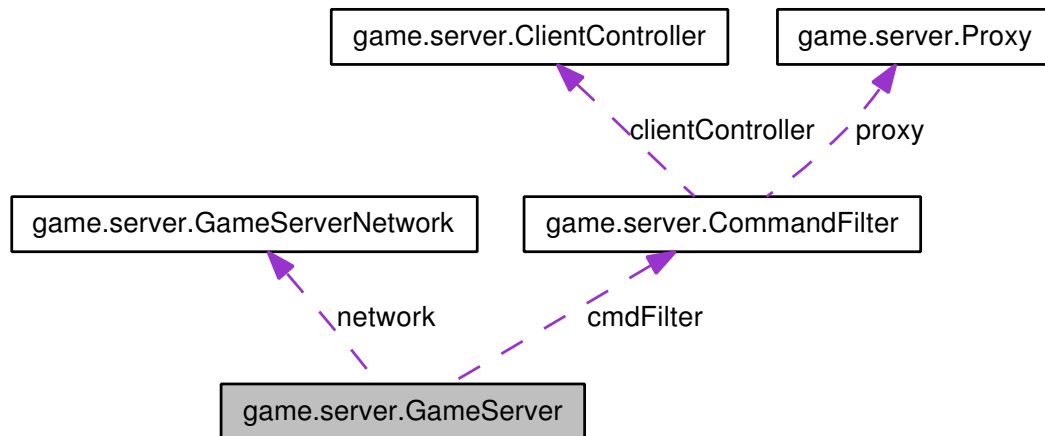 game.server.ClientController
game.server.Proxy
clientController
proxy
game.server.GameServerNetwork
game.server.CommandFilter
network
cmdFilter
game.server.GameServer